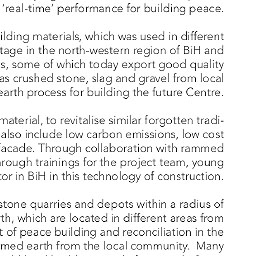 'real-time' performance for building peace.
ilding materials, which was used in different
tage in the north-western region of BiH and
s, some of which today export good quality
as crushed stone, slag and gravel from local
earth process for building the future Centre.
material, to revitalise similar forgotten tradi-
also include low carbon emissions, low cost
facade. Through collaboration with rammed
hrough trainings for the project team, young
tor in BiH in this technology of construction.
stone quarries and depots within a radius of
rth, which are located in different areas from
t of peace building and reconciliation in the
med earth from the local community. Many